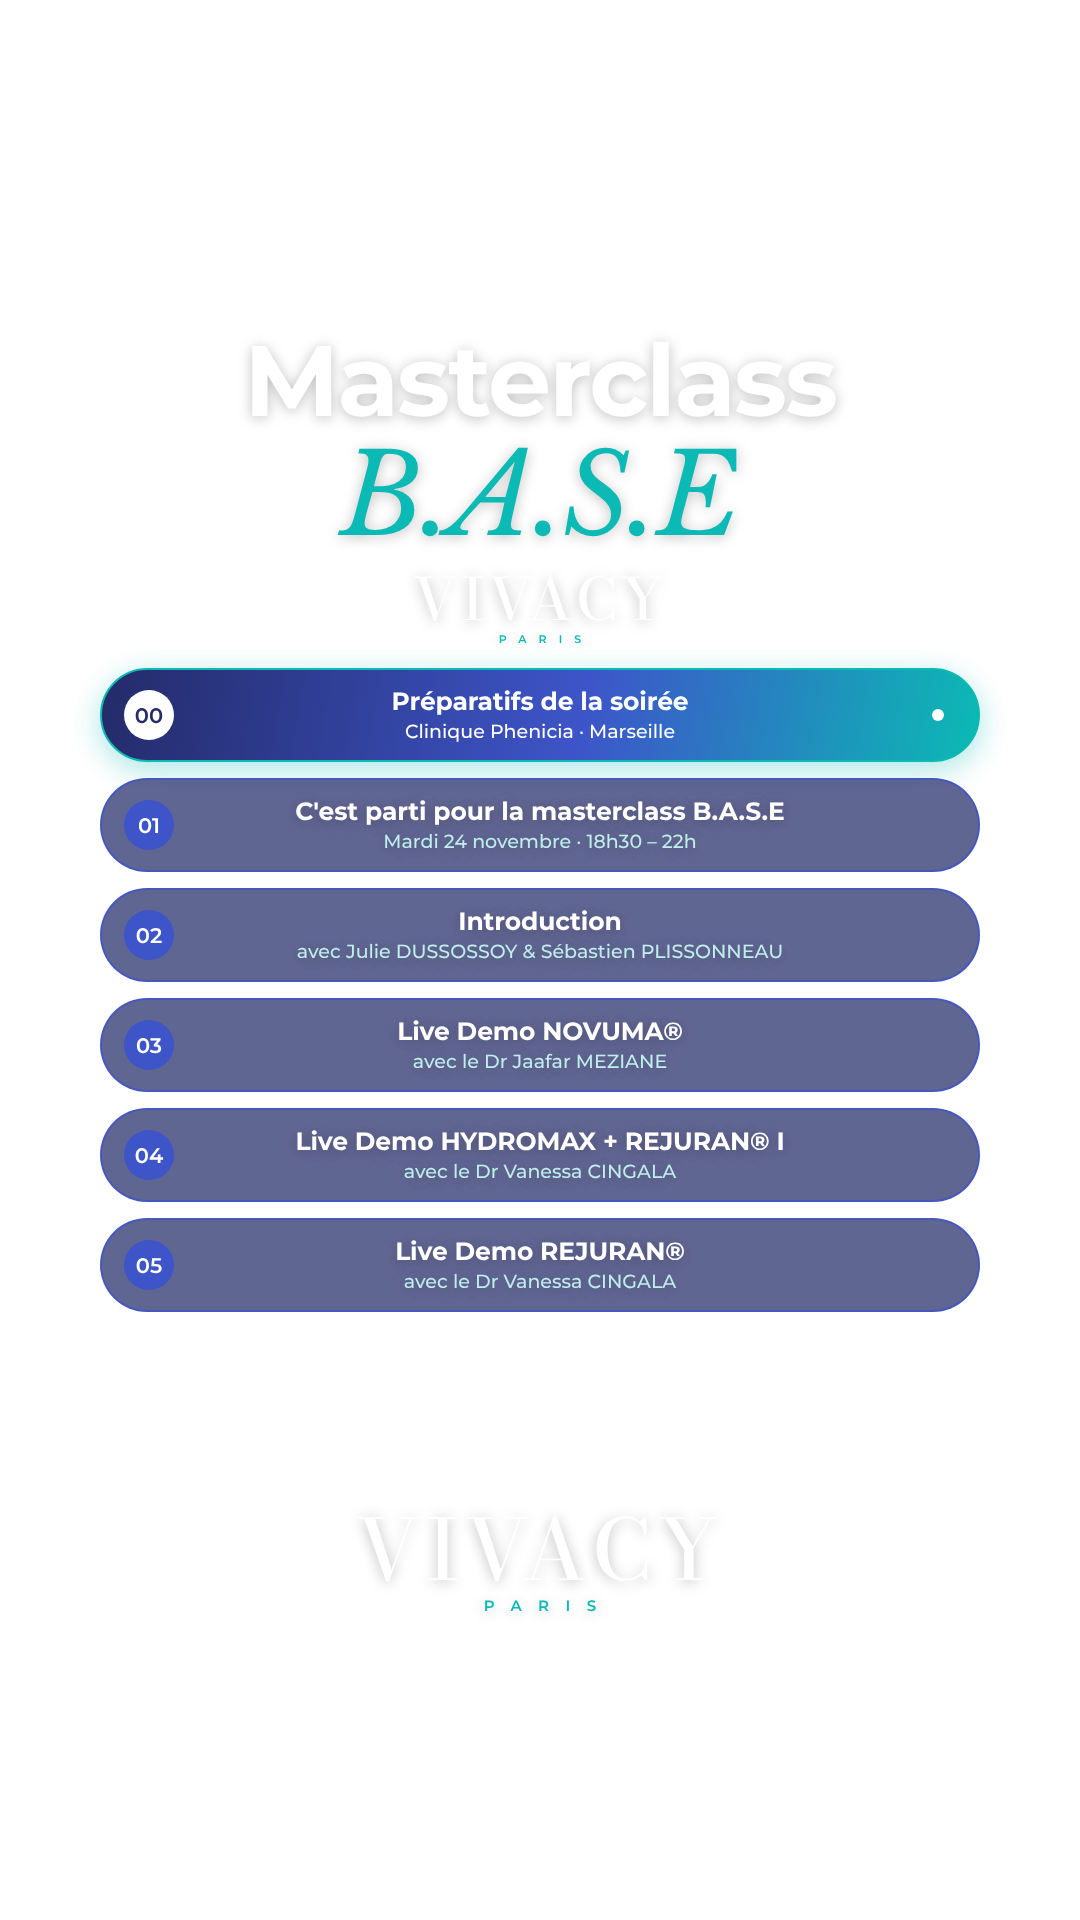 Masterclass
B.A.S.E
VIVACY
PARIS
00
Préparatifs de la soirée
Clinique Phenicia · Marseille
01
C'est parti pour la masterclass B.A.S.E
Mardi 24 novembre · 18h30 – 22h
02
Introduction
avec Julie DUSSOSSOY & Sébastien PLISSONNEAU
03
Live Demo NOVUMA®
avec le Dr Jaafar MEZIANE
04
Live Demo HYDROMAX + REJURAN® I
avec le Dr Vanessa CINGALA
05
Live Demo REJURAN®
avec le Dr Vanessa CINGALA
VIVACY
PARIS